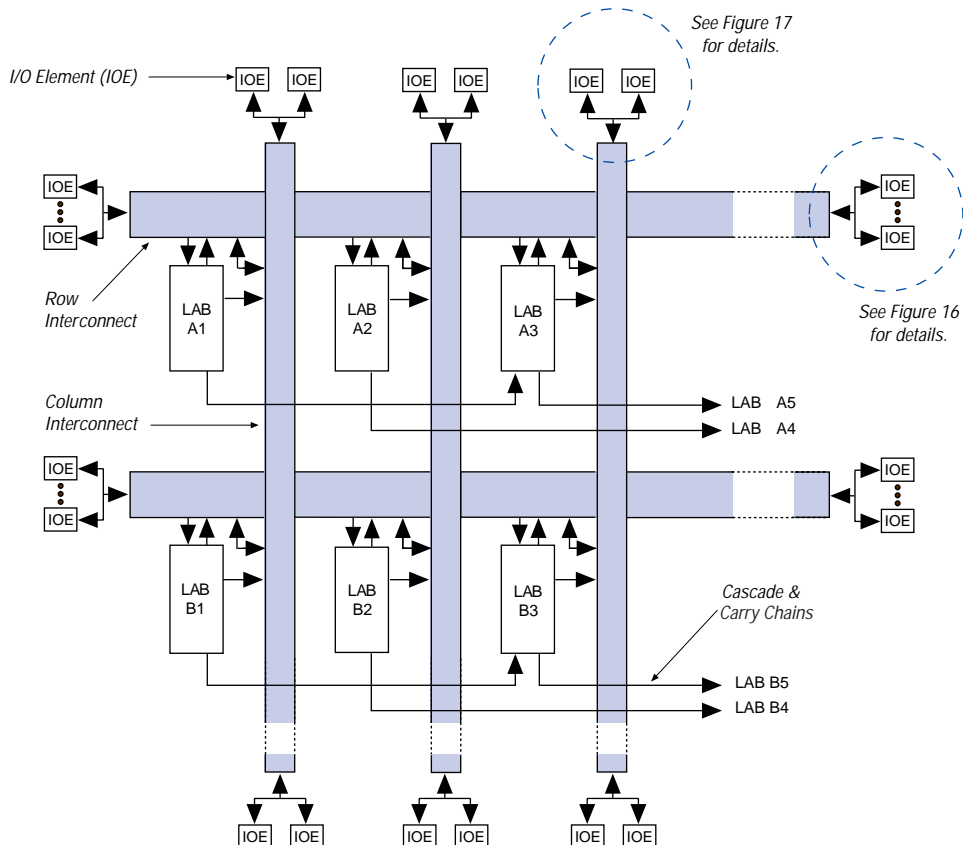 See Figure 17
for details.
I/O Element (IOE)
IOE IOE IOE IOE IOE IOE
IOE IOE
IOE IOE
Row
Interconnect
LAB
A1
LAB
A2
LAB
A3
See Figure 16
for details.
Column
Interconnect
LAB A5
LAB A4
IOE IOE
IOE IOE
LAB
B1
LAB
B2
LAB
B3
Cascade &
Carry Chains
LAB B5
LAB B4
IOE IOE IOE IOE IOE IOE